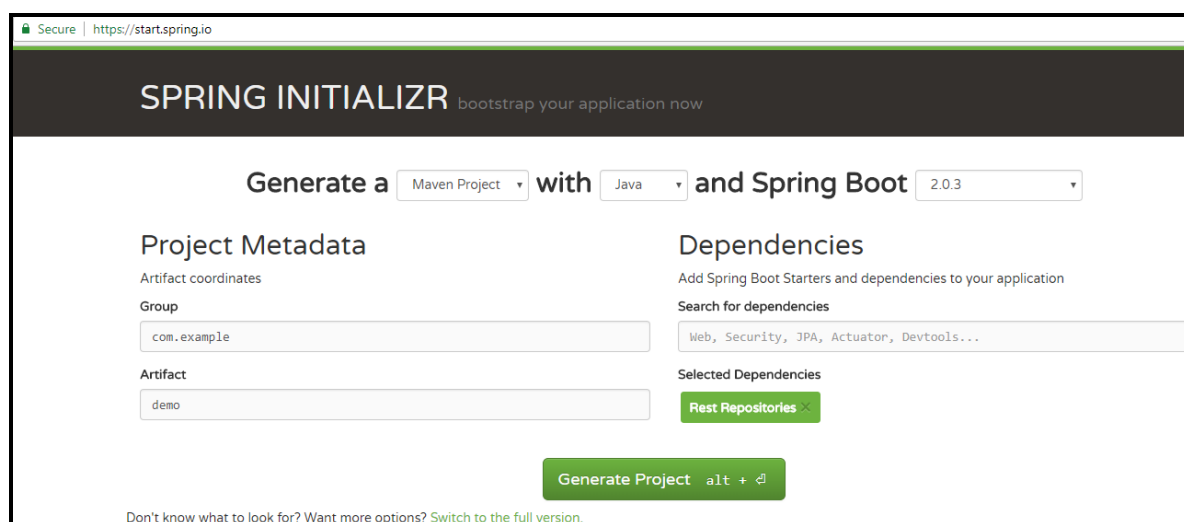 Secure | https://start.spring.io
SPRING INITIALIZR bootstrap your application now
Generate a Maven Project with Java and Spring Boot 2.0.3
Project Metadata
Artifact coordinates
Group
com.example
Artifact
demo
Dependencies
Add Spring Boot Starters and dependencies to your application
Search for dependencies
Web, Security, JPA, Actuator, Devtools...
Selected Dependencies
Rest Repositories ×
Generate Project alt + ⏎
Don't know what to look for? Want more options? Switch to the full version.